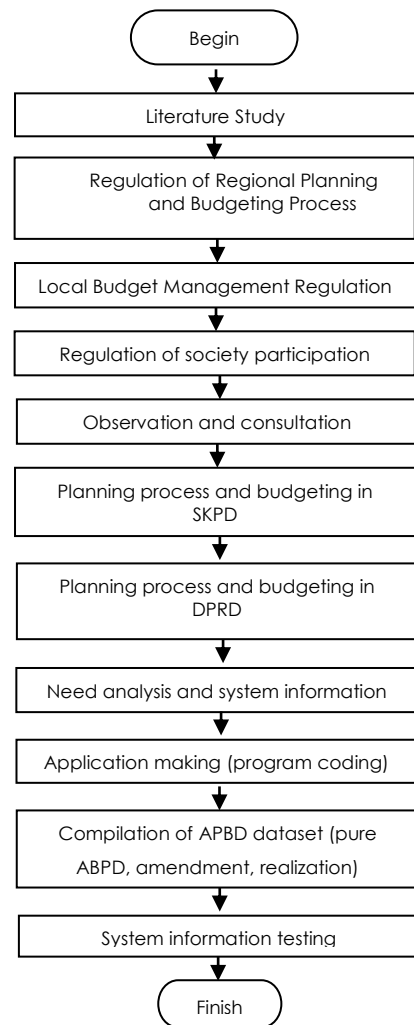 Begin
Literature Study
Regulation of Regional Planning
and Budgeting Process
Local Budget Management Regulation
Regulation of society participation
Observation and consultation
Planning process and budgeting in
SKPD
Planning process and budgeting in
DPRD
Need analysis and system information
Application making (program coding)
Compilation of APBD dataset (pure
ABPD, amendment, realization)
System information testing
Finish